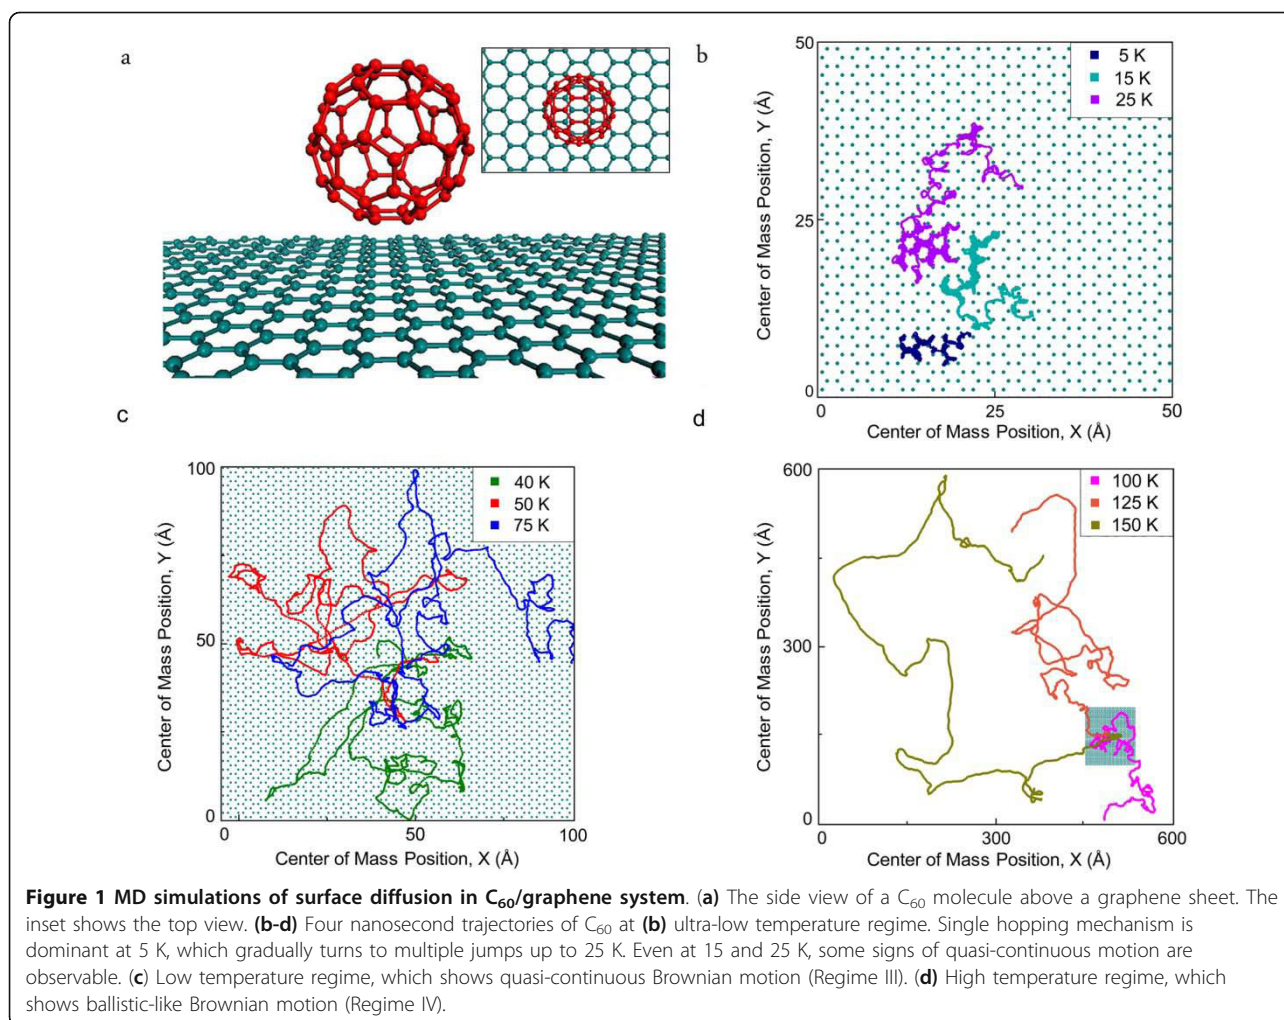 a
b
50
5 K
15 K
25 K
Center of Mass Position, Y (Å)
25
0
0
25
50
Center of Mass Position, X (Å)
c
d
100
40 K
50 K
75 K
Center of Mass Position, Y (Å)
50
0
0
50
100
Center of Mass Position, X (Å)
600
100 K
125 K
150 K
Center of Mass Position, Y (Å)
300
0
0
300
600
Center of Mass Position, X (Å)
Figure 1 MD simulations of surface diffusion in C60/graphene system. (a) The side view of a C60 molecule above a graphene sheet. The
inset shows the top view. (b-d) Four nanosecond trajectories of C60 at (b) ultra-low temperature regime. Single hopping mechanism is
dominant at 5 K, which gradually turns to multiple jumps up to 25 K. Even at 15 and 25 K, some signs of quasi-continuous motion are
observable. (c) Low temperature regime, which shows quasi-continuous Brownian motion (Regime III). (d) High temperature regime, which
shows ballistic-like Brownian motion (Regime IV).